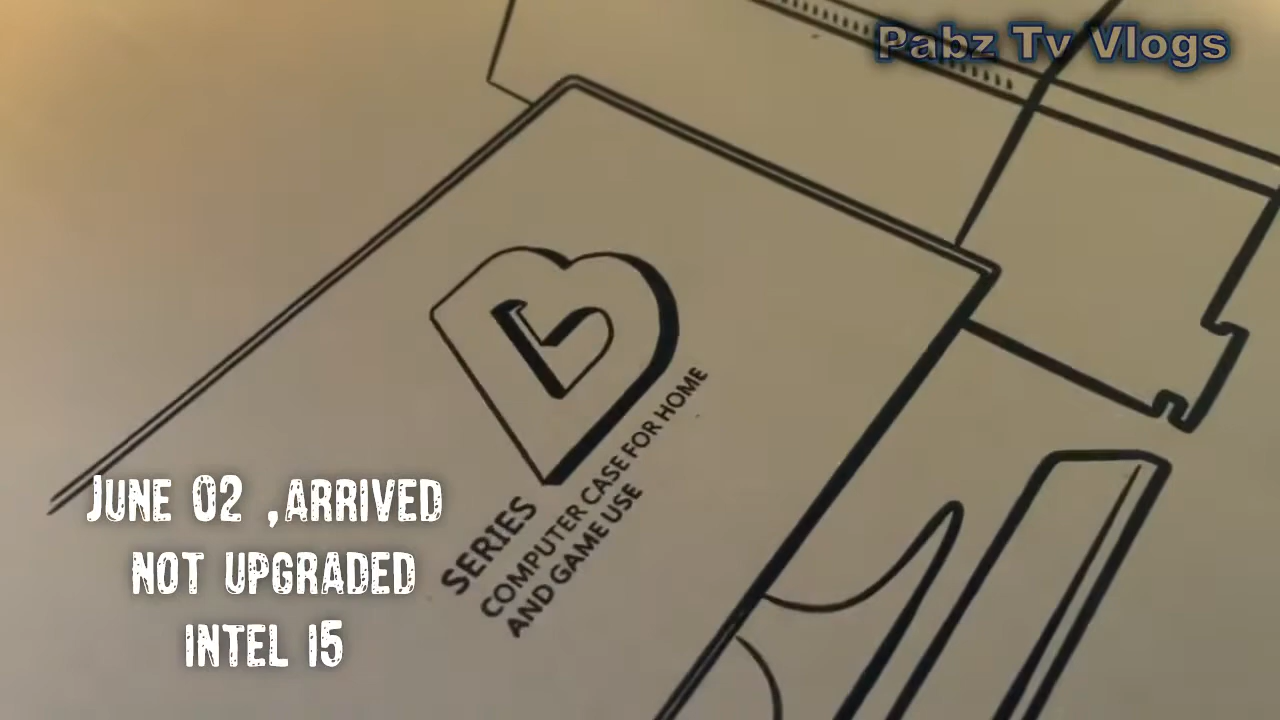 Pabz Tv Vlogs
SERIES
COMPUTER CASE FOR HOME
AND GAME USE
JUNE 02 ,ARRIVED
NOT UPGRADED
INTEL I5